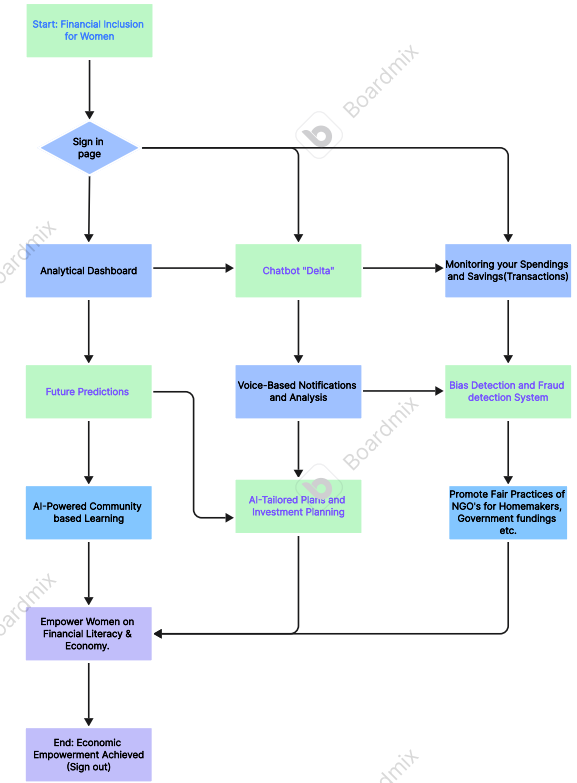 Start: Financial Inclusion
for Women
Boardmix
Sign in
page
Boardmix
Analytical Dashboard
Chatbot "Delta"
Monitoring your Spendings
and Savings(Transactions)
Future Predictions
Voice-Based Notifications
and Analysis
Bias Detection and Fraud
detection System
Boardmix
AI-Powered Community
based Learning
AI-Tailored Plans and
Investment Planning
Promote Fair Practices of
NGO's for Homemakers,
Government fundings
etc.
Boardmix
Empower Women on
Financial Literacy &
Economy.
End: Economic
Empowerment Achieved
(Sign out)
Boardmix